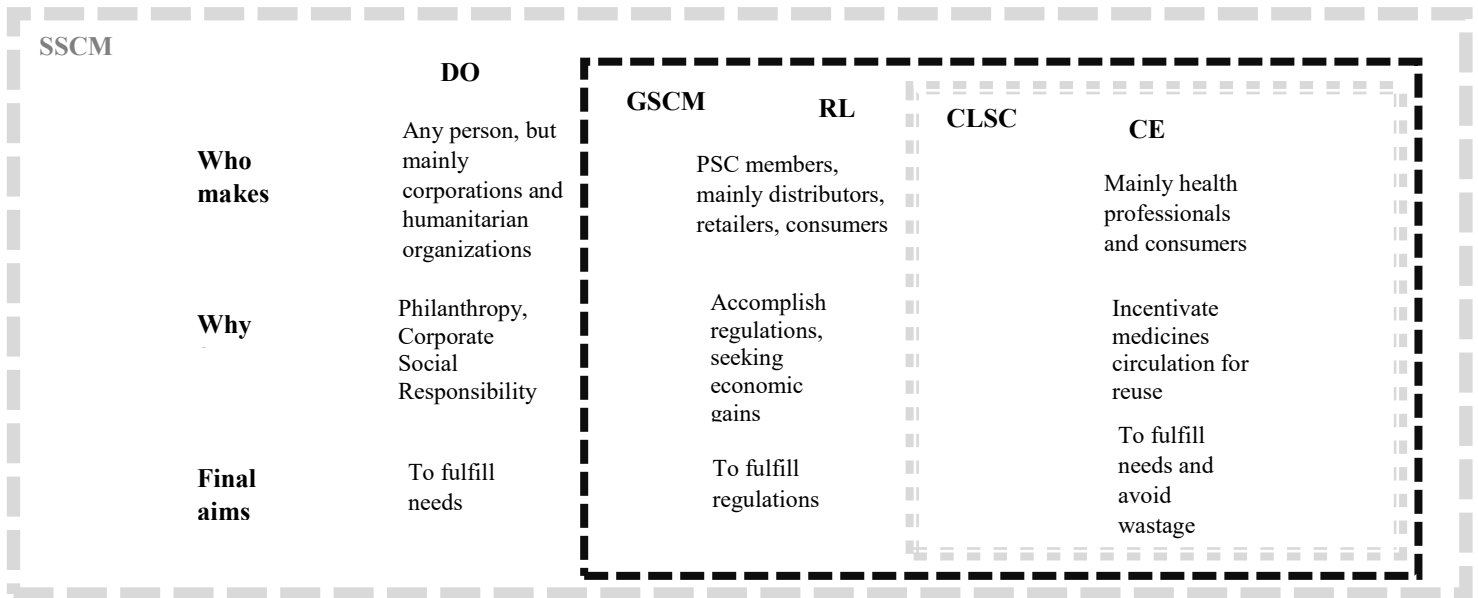 SSCM
DO
GSCM
RL
CLSC
CE
Who
makes
Any person, but
mainly
corporations and
humanitarian
organizations
PSC members,
mainly distributors,
retailers, consumers
Mainly health
professionals
and consumers
Why
Philanthropy,
Corporate
Social
Responsibility
Accomplish
regulations,
seeking
economic
gains
Incentivate
medicines
circulation for
reuse
Final
aims
To fulfill
needs
To fulfill
regulations
To fulfill
needs and
avoid
wastage